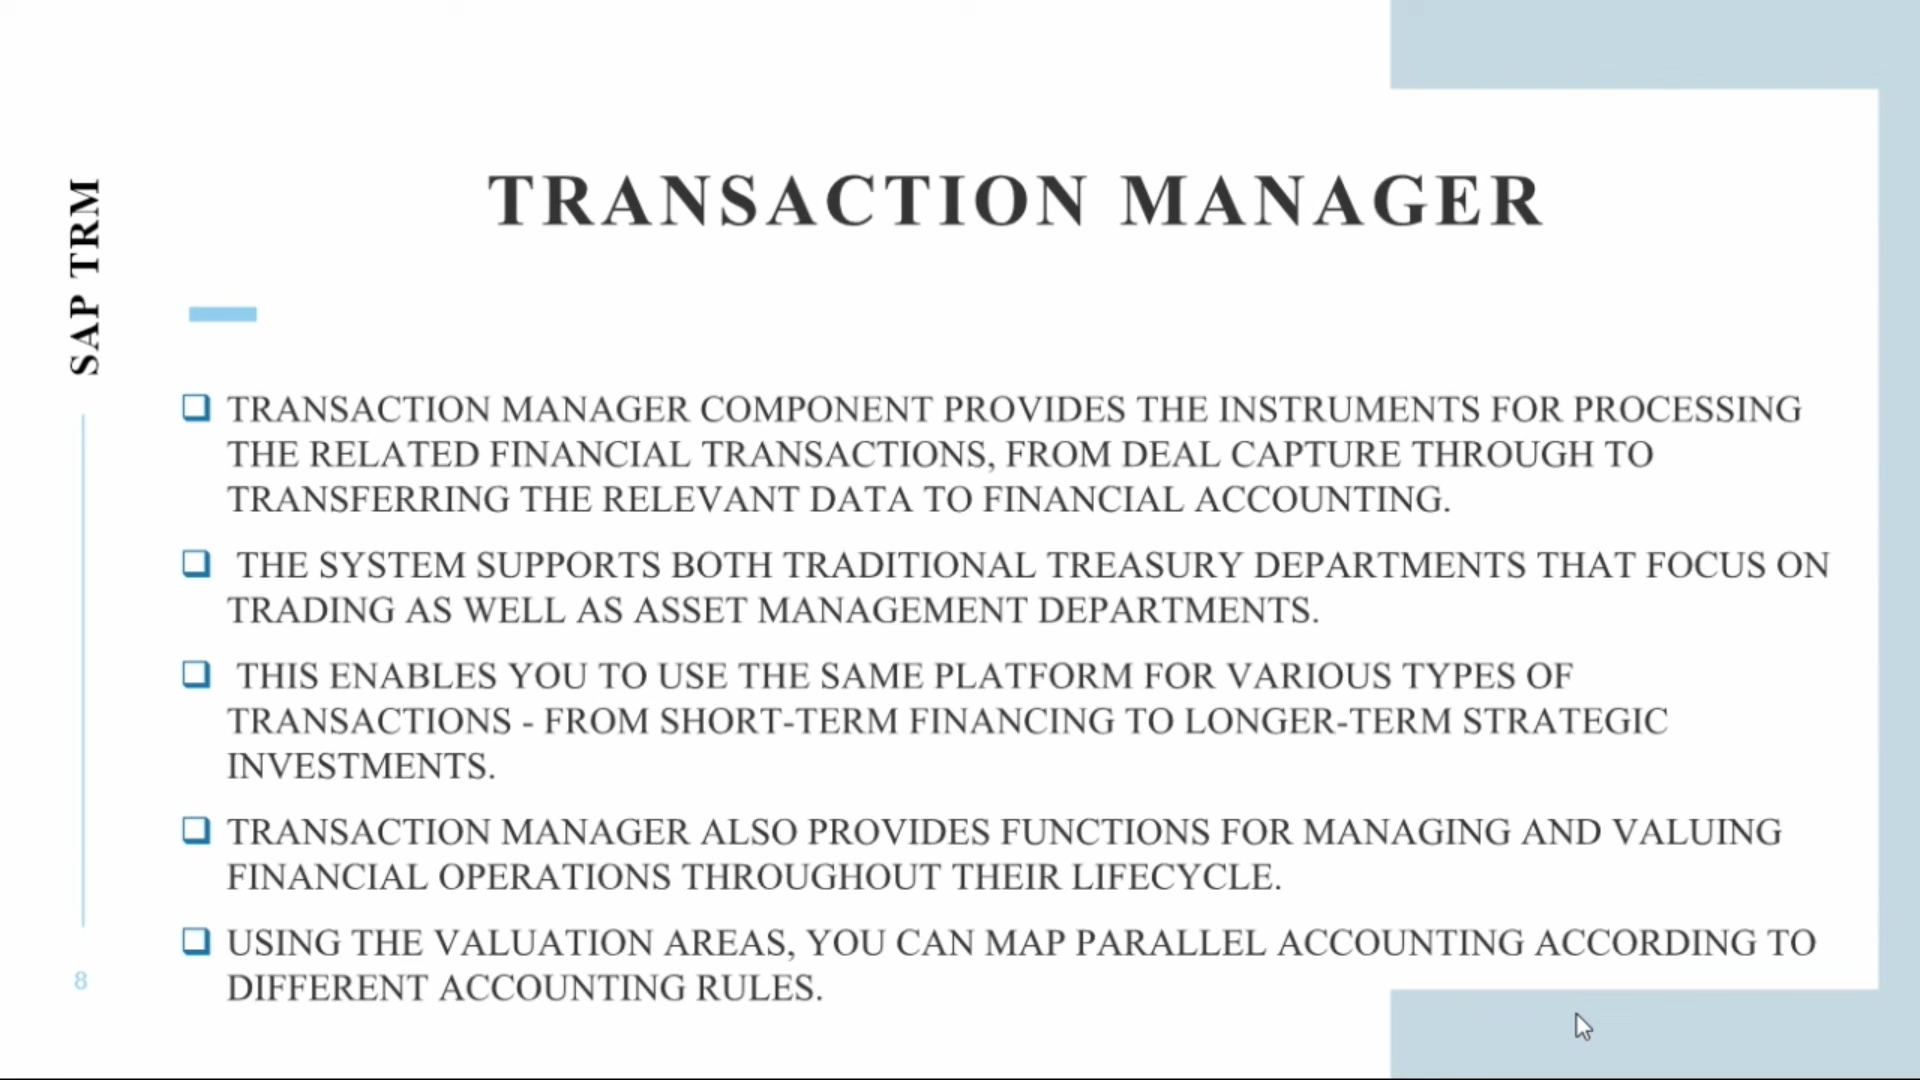 SAP TRM
TRANSACTION MANAGER
TRANSACTION MANAGER COMPONENT PROVIDES THE INSTRUMENTS FOR PROCESSING
THE RELATED FINANCIAL TRANSACTIONS, FROM DEAL CAPTURE THROUGH TO
TRANSFERRING THE RELEVANT DATA TO FINANCIAL ACCOUNTING.
THE SYSTEM SUPPORTS BOTH TRADITIONAL TREASURY DEPARTMENTS THAT FOCUS ON
TRADING AS WELL AS ASSET MANAGEMENT DEPARTMENTS.
THIS ENABLES YOU TO USE THE SAME PLATFORM FOR VARIOUS TYPES OF
TRANSACTIONS - FROM SHORT-TERM FINANCING TO LONGER-TERM STRATEGIC
INVESTMENTS.
TRANSACTION MANAGER ALSO PROVIDES FUNCTIONS FOR MANAGING AND VALUING
FINANCIAL OPERATIONS THROUGHOUT THEIR LIFECYCLE.
USING THE VALUATION AREAS, YOU CAN MAP PARALLEL ACCOUNTING ACCORDING TO
DIFFERENT ACCOUNTING RULES.
8